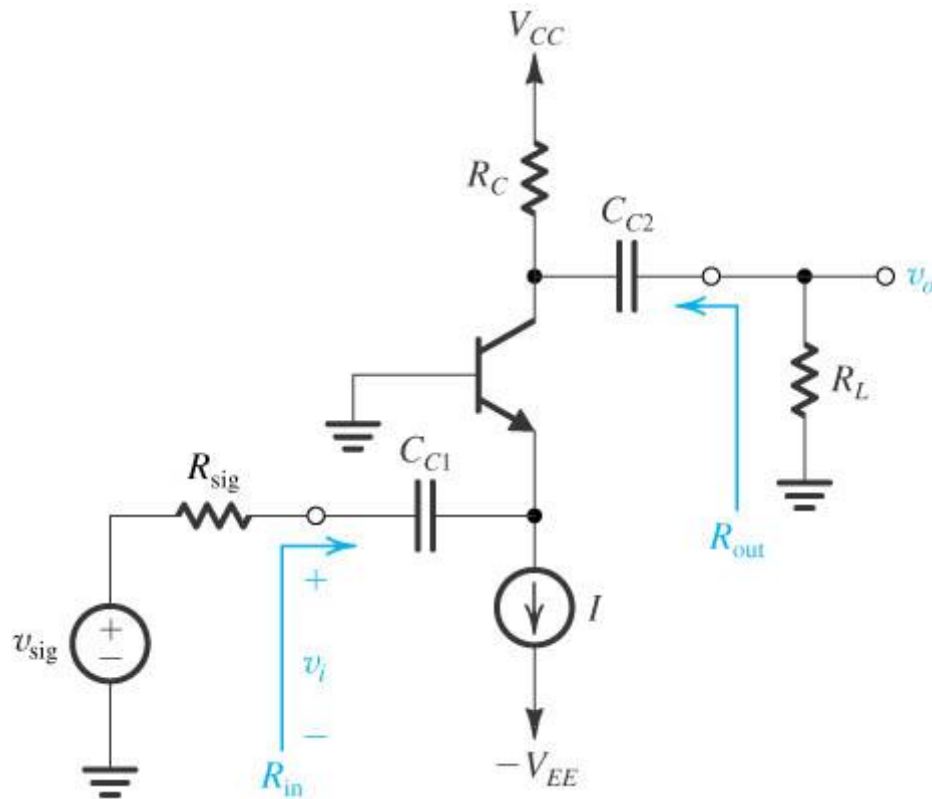 V_CC
R_C
C_C2
v_o
R_L
C_C1
R_sig
R_out
+
I
v_sig
+
−
v_i
−
R_in
−V_EE